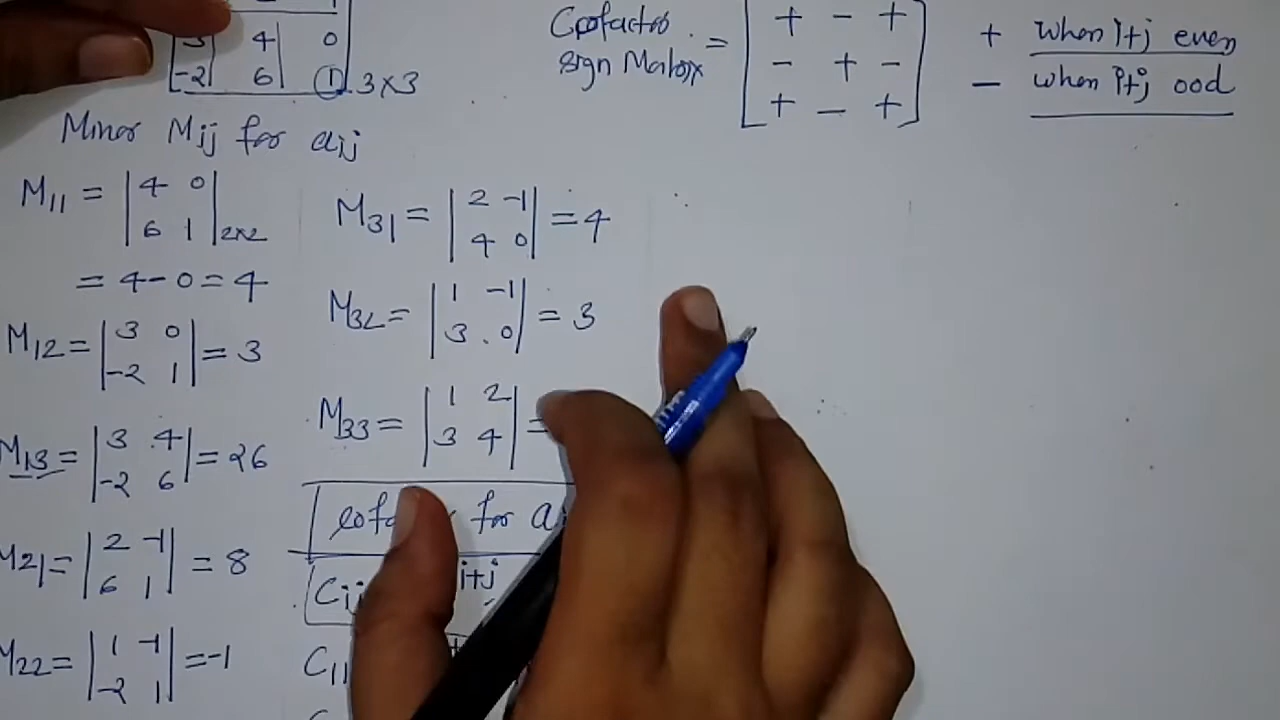 3 4 0
-2 6 1 3×3
Minor Mij for aij
M11 = | 4 0 |
| 6 1 | 2×2
= 4 - 0 = 4
M12 = | 3 0 | = 3
| -2 1 |
M13 = | 3 4 | = 26
| -2 6 |
M21 = | 2 -1 | = 8
| 6 1 |
M22 = | 1 -1 | = -1
| -2 1 |
M31 = | 2 -1 | = 4
| 4 0 |
M32 = | 1 -1 | = 3
| 3 0 |
M33 = | 1 2 | =
| 3 4 |
for a
Cij i+j
C11
Cofactor
sign Matrix =
[ + - +
- + -
+ - + ]
+ when i+j even
- when i+j ood